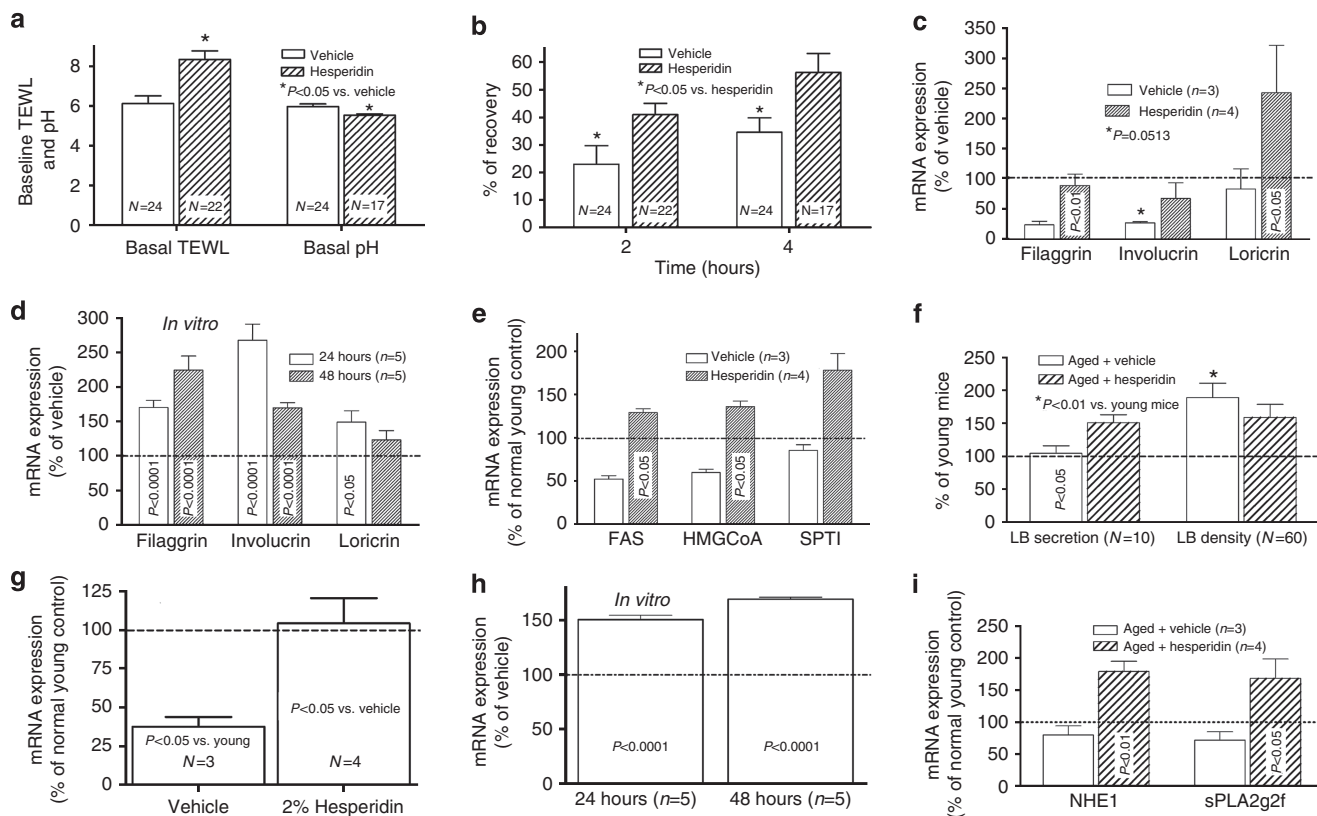 a
Baseline TEWL
and pH
8
6
4
2
0
*
Vehicle
Hesperidin
*P<0.05 vs. vehicle
*
N=24
N=22
N=24
N=17
Basal TEWL
Basal pH
b
% of recovery
60
50
40
30
20
10
0
Vehicle
Hesperidin
*P<0.05 vs. hesperidin
*
*
N=24
N=22
N=24
N=17
2
4
Time (hours)
c
mRNA expression
(% of vehicle)
350
300
250
200
150
100
50
0
Vehicle (n=3)
Hesperidin (n=4)
*P=0.0513
*
P<0.01
P<0.05
Filaggrin
Involucrin
Loricrin
d
mRNA expression
(% of vehicle)
300
250
200
150
100
50
0
In vitro
24 hours (n=5)
48 hours (n=5)
P<0.0001
P<0.0001
P<0.0001
P<0.0001
P<0.05
Filaggrin
Involucrin
Loricrin
e
mRNA expression
(% of normal young control)
200
150
100
50
0
Vehicle (n=3)
Hesperidin (n=4)
P<0.05
P<0.05
FAS
HMGCoA
SPTI
f
% of young mice
250
200
150
100
50
0
Aged + vehicle
Aged + hesperidin
*P<0.01 vs. young mice
*
P<0.05
LB secretion (N=10)
LB density (N=60)
g
mRNA expression
(% of normal young control)
125
100
75
50
25
0
P<0.05 vs. young
N=3
P<0.05 vs. vehicle
N=4
Vehicle
2% Hesperidin
h
mRNA expression
(% of vehicle)
150
100
50
0
In vitro
P<0.0001
P<0.0001
24 hours (n=5)
48 hours (n=5)
i
mRNA expression
(% of normal young control)
250
200
150
100
50
0
Aged + vehicle (n=3)
Aged + hesperidin (n=4)
P<0.01
P<0.05
NHE1
sPLA2g2f